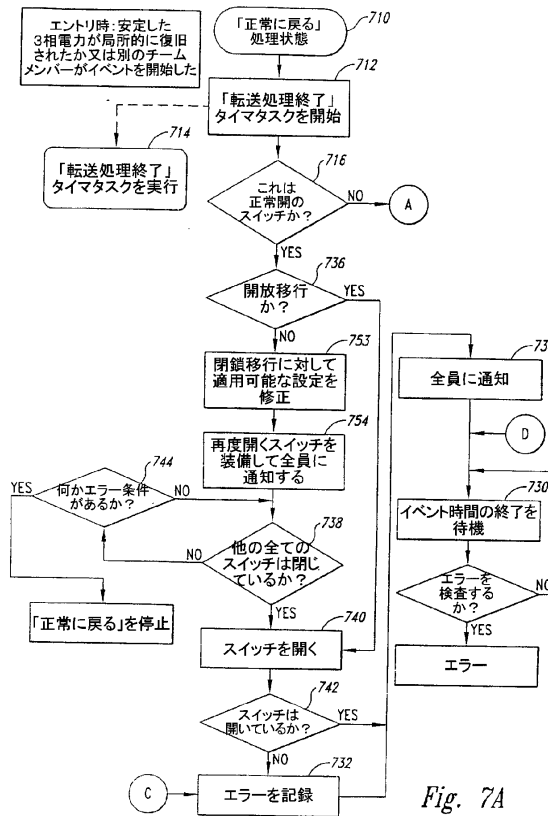 エントリ時：安定した
3相電力が局所的に復旧
されたか又は別のチーム
メンバーがイベントを開始した
「正常に戻る」
処理状態
710
712
「転送処理終了」
タイマタスクを開始
714
「転送処理終了」
タイマタスクを実行
716
これは
正常開の
スイッチか？
NO
A
YES
736
開放移行
か？
YES
NO
753
閉鎖移行に対して
適用可能な設定を
修正
754
再度開くスイッチを
装備して全員に
通知する
744
何かエラー条件
があるか？
YES
NO
738
他の全ての
スイッチは閉じ
ているか？
NO
YES
「正常に戻る」を停止
740
スイッチを開く
742
スイッチは
開いているか？
YES
NO
732
C
エラーを記録
全員に通知
D
730
イベント時間の終了を
待機
エラーを
検査する
か？
NO
YES
エラー
Fig. 7A